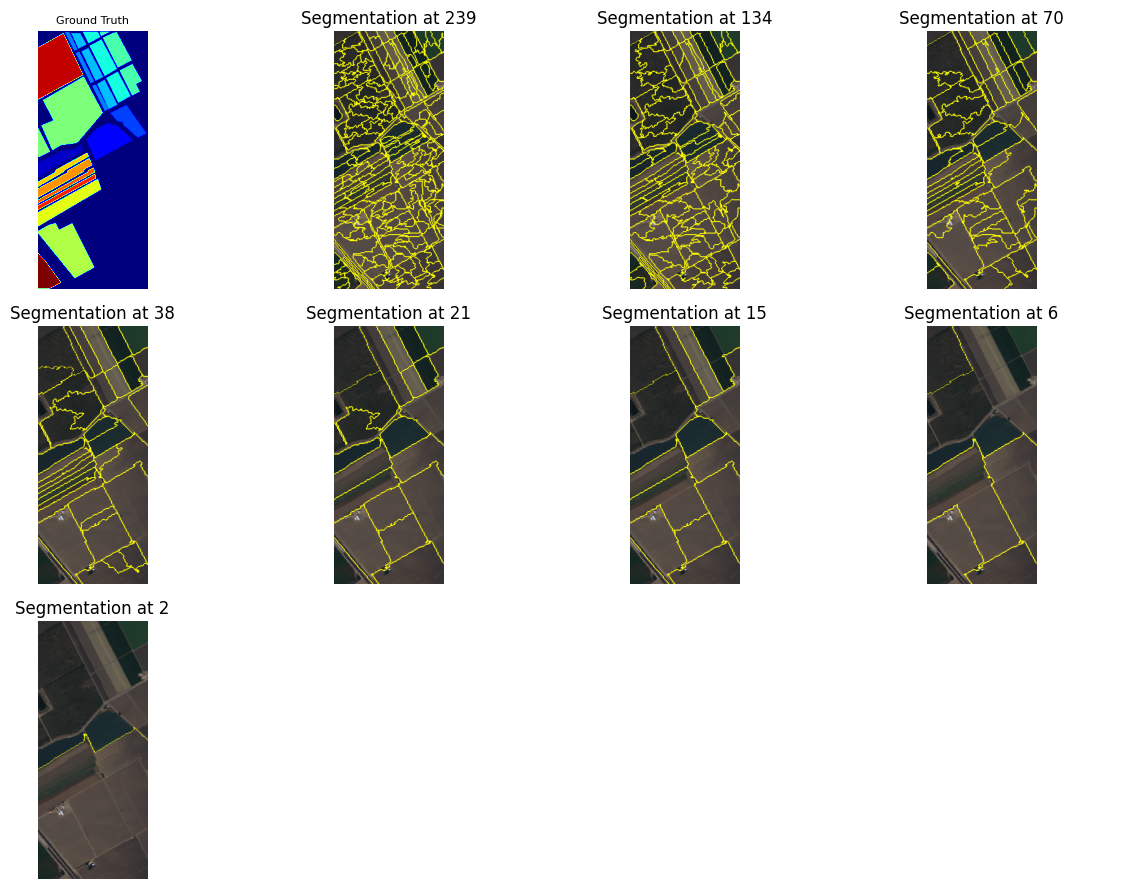 Ground Truth
Segmentation at 239
Segmentation at 134
Segmentation at 70
Segmentation at 38
Segmentation at 21
Segmentation at 15
Segmentation at 6
Segmentation at 2